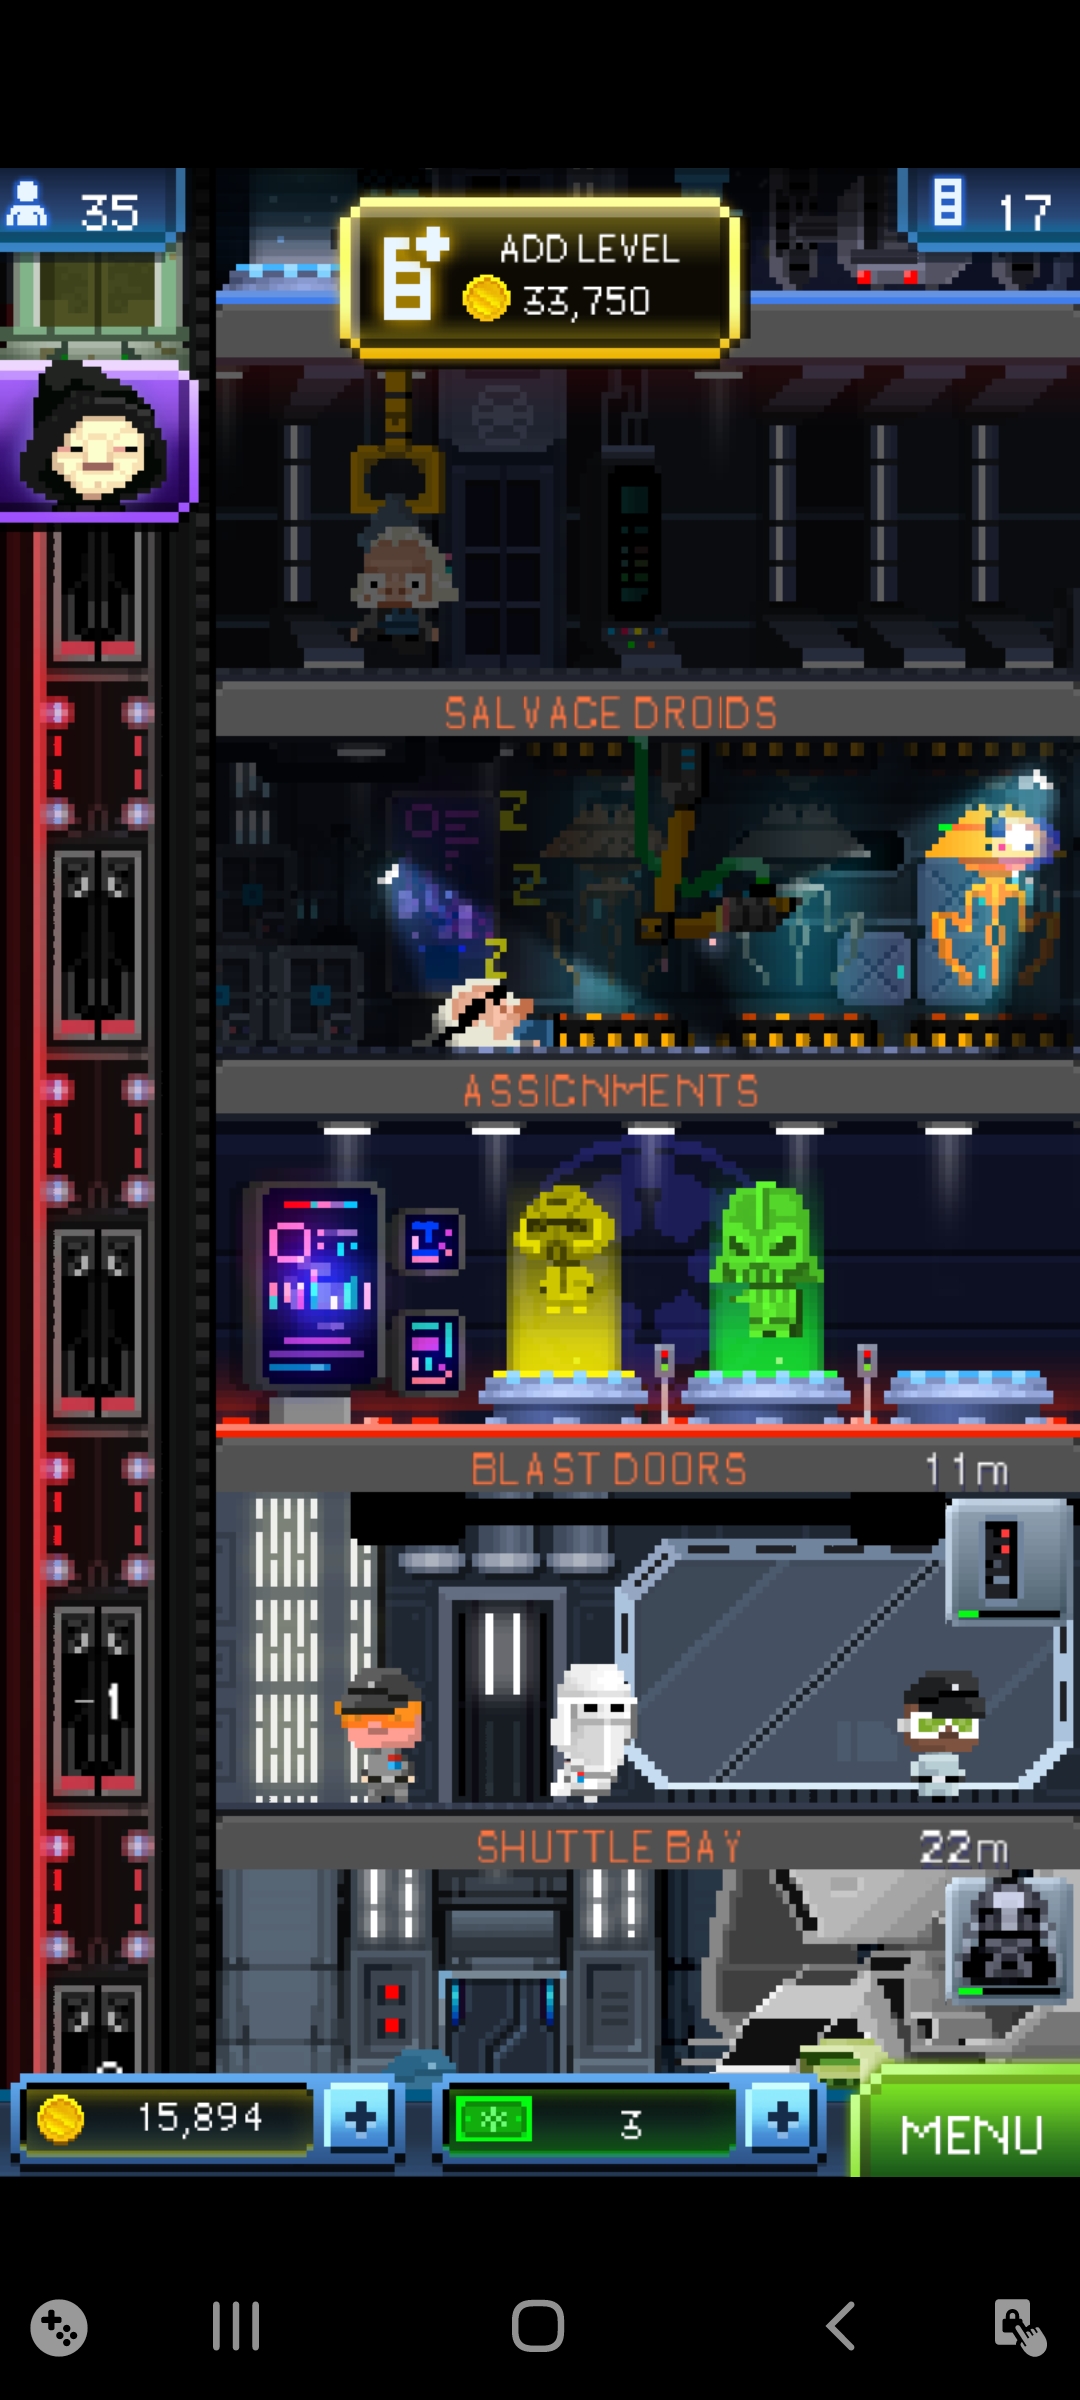 35
17
ADD LEVEL
33,750
SALVAGE DROIDS
Z
Z
Z
ASSIGNMENTS
BLAST DOORS 11m
-1
SHUTTLE BAY 22m
15,894
3
MENU